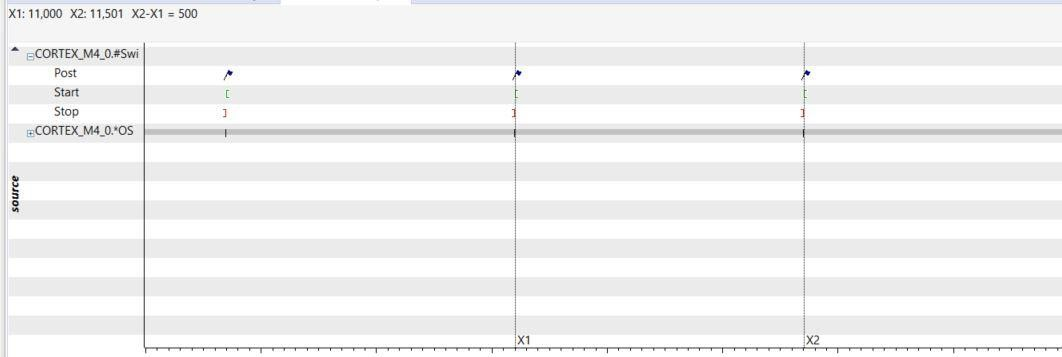 X1: 11,000 X2: 11,501 X2-X1 = 500
CORTEX_M4_0.#Swi
Post
Start
Stop
CORTEX_M4_0.*OS
source
X1
X2